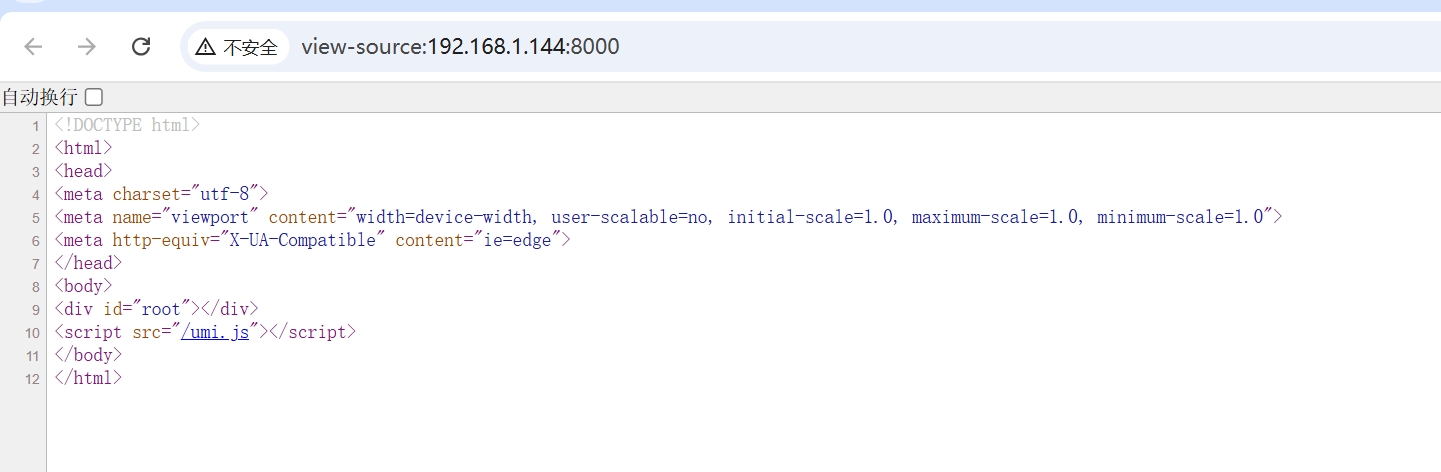 不安全 view-source:192.168.1.144:8000
自动换行
1 <!DOCTYPE html>
2 <html>
3 <head>
4 <meta charset="utf-8">
5 <meta name="viewport" content="width=device-width, user-scalable=no, initial-scale=1.0, maximum-scale=1.0, minimum-scale=1.0">
6 <meta http-equiv="X-UA-Compatible" content="ie=edge">
7 </head>
8 <body>
9 <div id="root"></div>
10 <script src="/umi.js"></script>
11 </body>
12 </html>